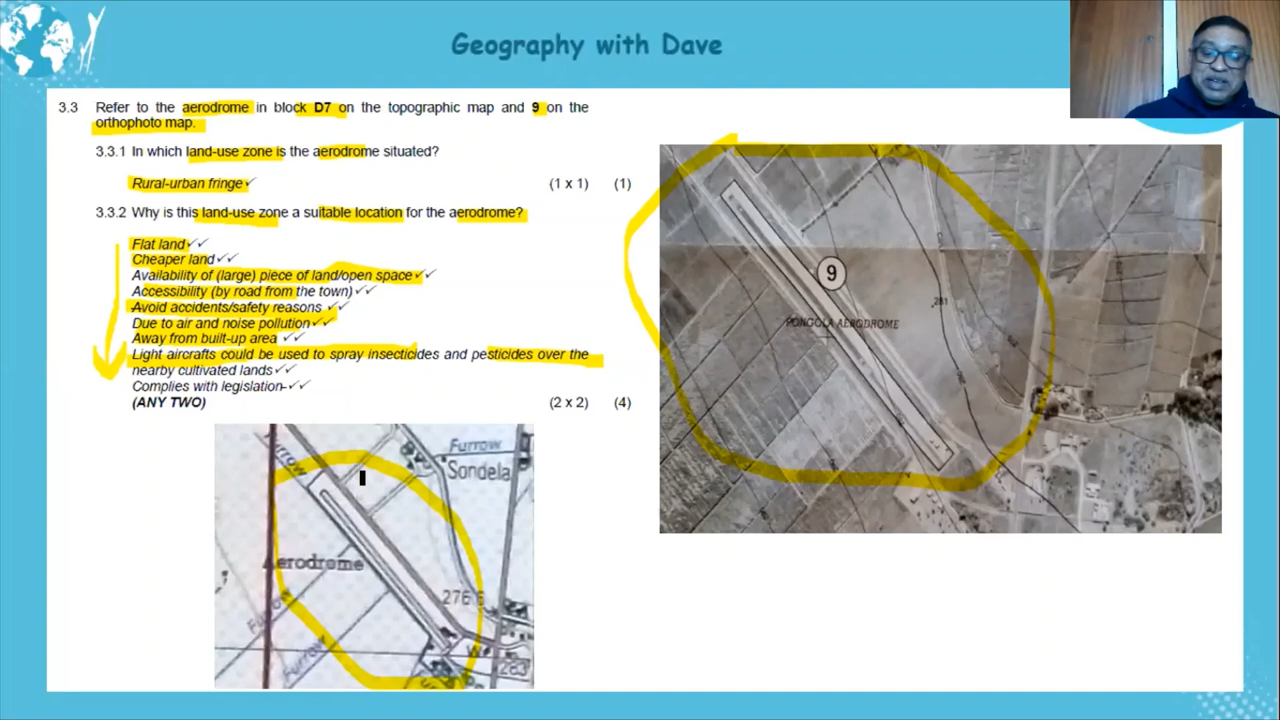 Geography with Dave
3.3 Refer to the aerodrome in block D7 on the topographic map and 9 on the
orthophoto map.
3.3.1 In which land-use zone is the aerodrome situated?
Rural-urban fringe✓ (1 x 1) (1)
3.3.2 Why is this land-use zone a suitable location for the aerodrome?
Flat land✓✓
Cheaper land✓✓
Availability of (large) piece of land/open space✓✓
Accessibility (by road from the town)✓✓
Avoid accidents/safety reasons ✓✓
Due to air and noise pollution✓✓
Away from built-up area ✓✓
Light aircrafts could be used to spray insecticides and pesticides over the
nearby cultivated lands✓✓
Complies with legislation-✓✓
(ANY TWO) (2 x 2) (4)
9
281
PONGOLA AERODROME
Furrow
Furrow
Sondela
Aerodrome
276
Furrow
Furrow
W
283